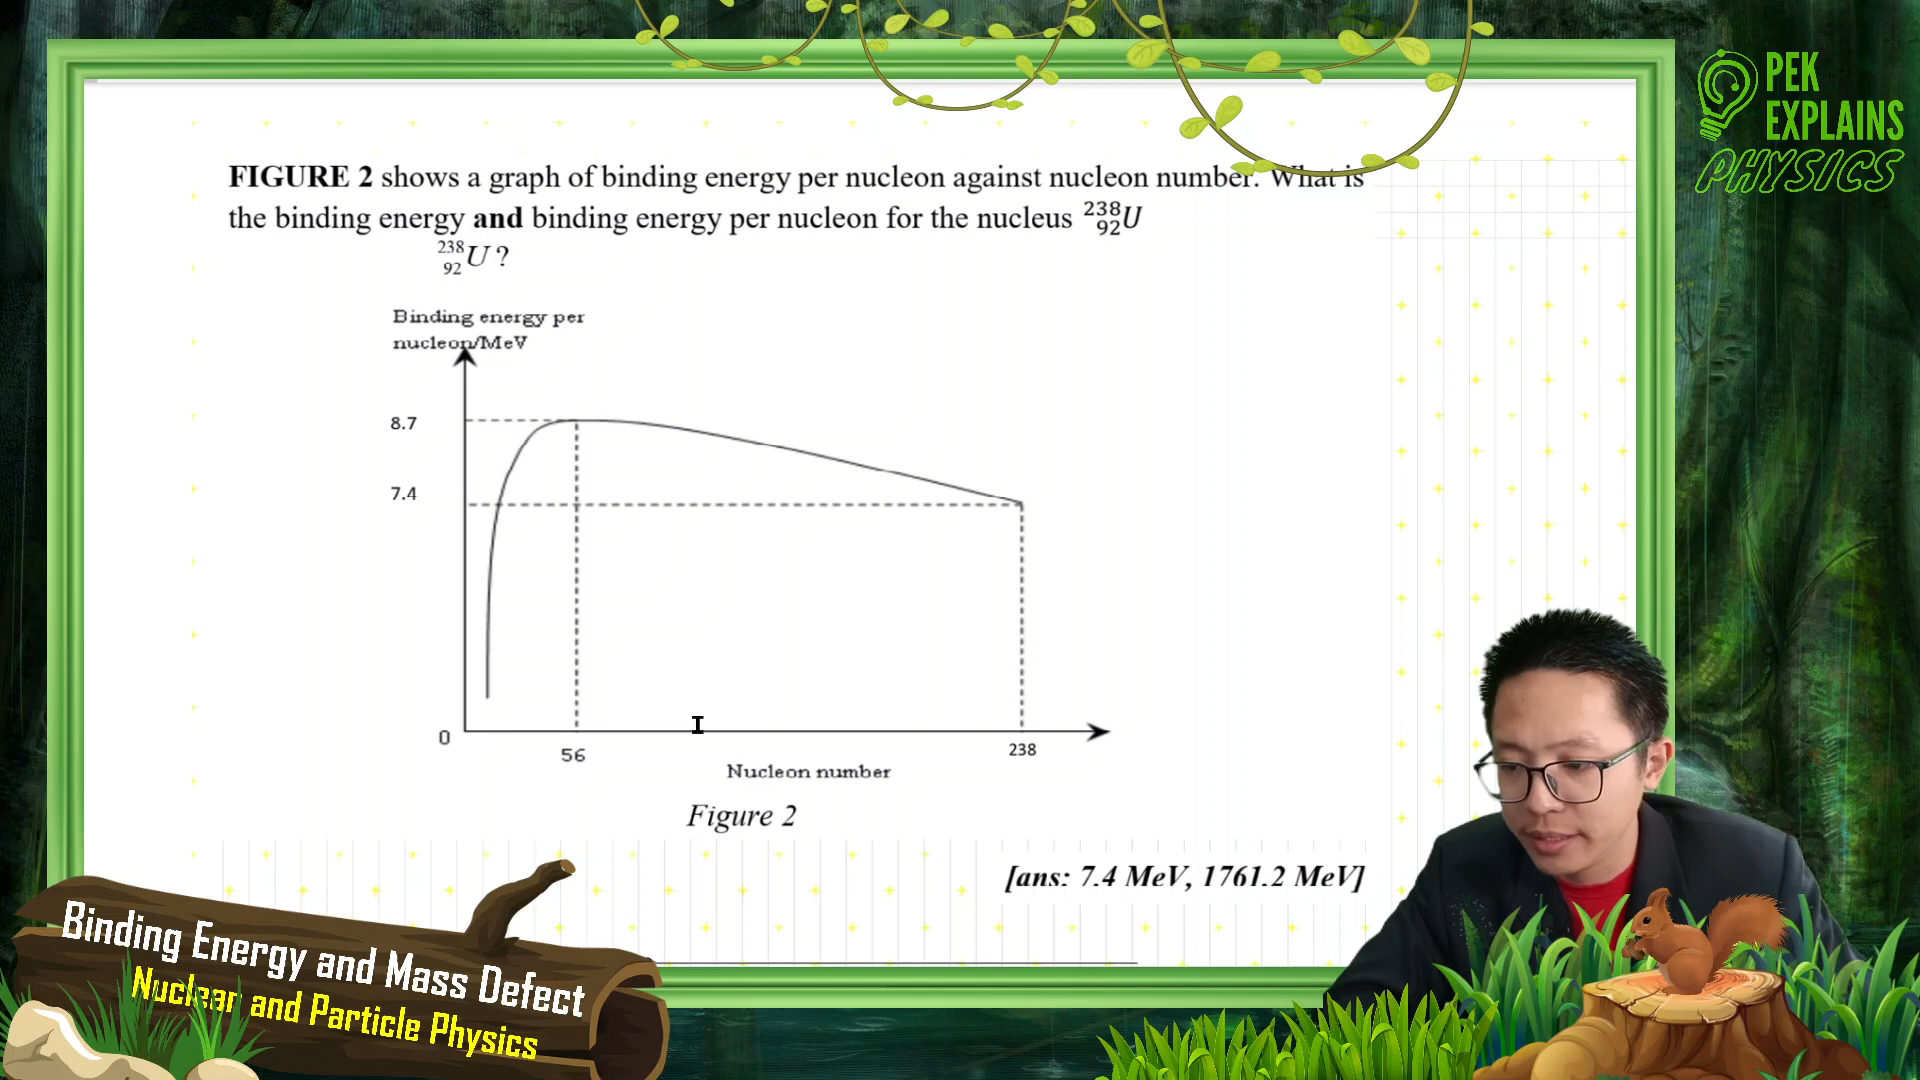 PEK
EXPLAINS
PHYSICS
FIGURE 2 shows a graph of binding energy per nucleon against nucleon number. What is
the binding energy and binding energy per nucleon for the nucleus ²³⁸₉₂U
²³⁸₉₂U ?
Binding energy per
nucleon/MeV
8.7
7.4
0
56
238
Nucleon number
Figure 2
[ans: 7.4 MeV, 1761.2 MeV]
Binding Energy and Mass Defect
Nuclear and Particle Physics